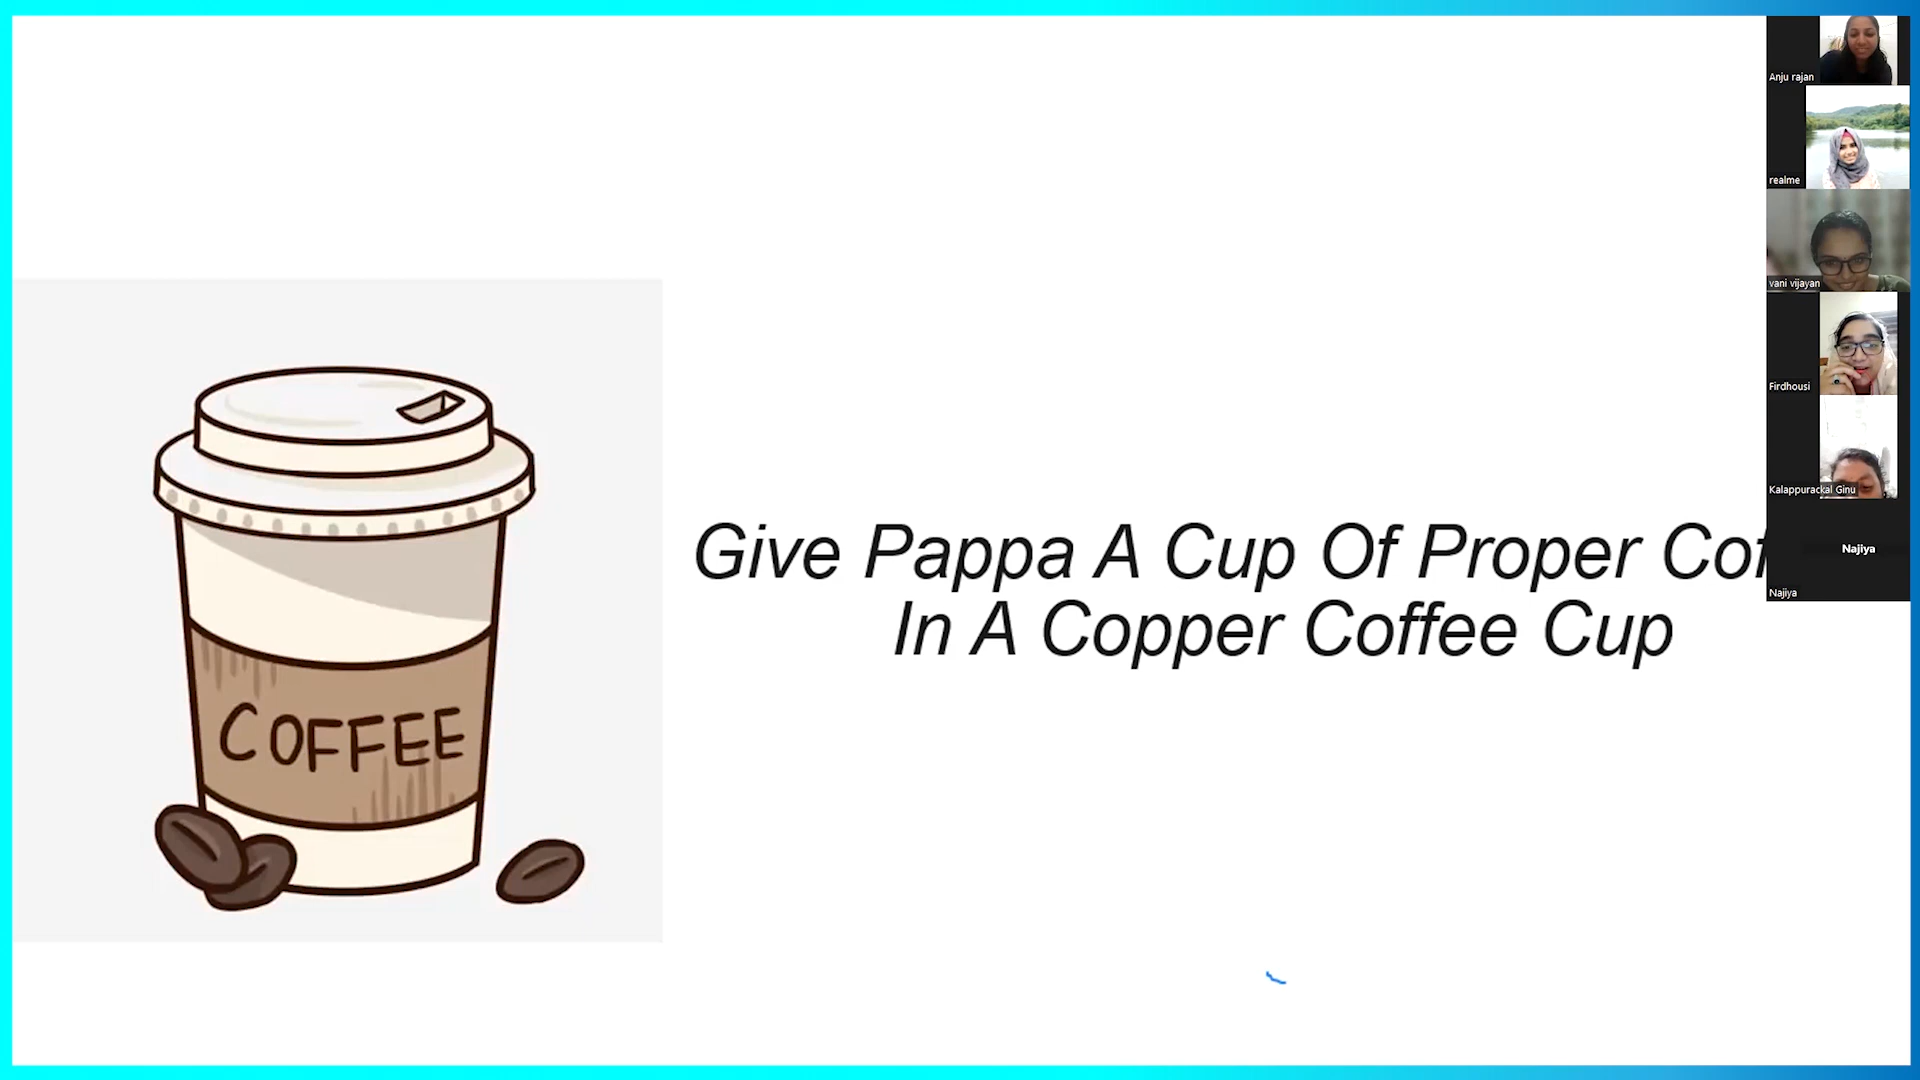 COFFEE
Give Pappa A Cup Of Proper Cof
In A Copper Coffee Cup
Anju rajan
realme
vani vijayan
Firdhousi
Kalappurackal Ginu
Najiya
Najiya